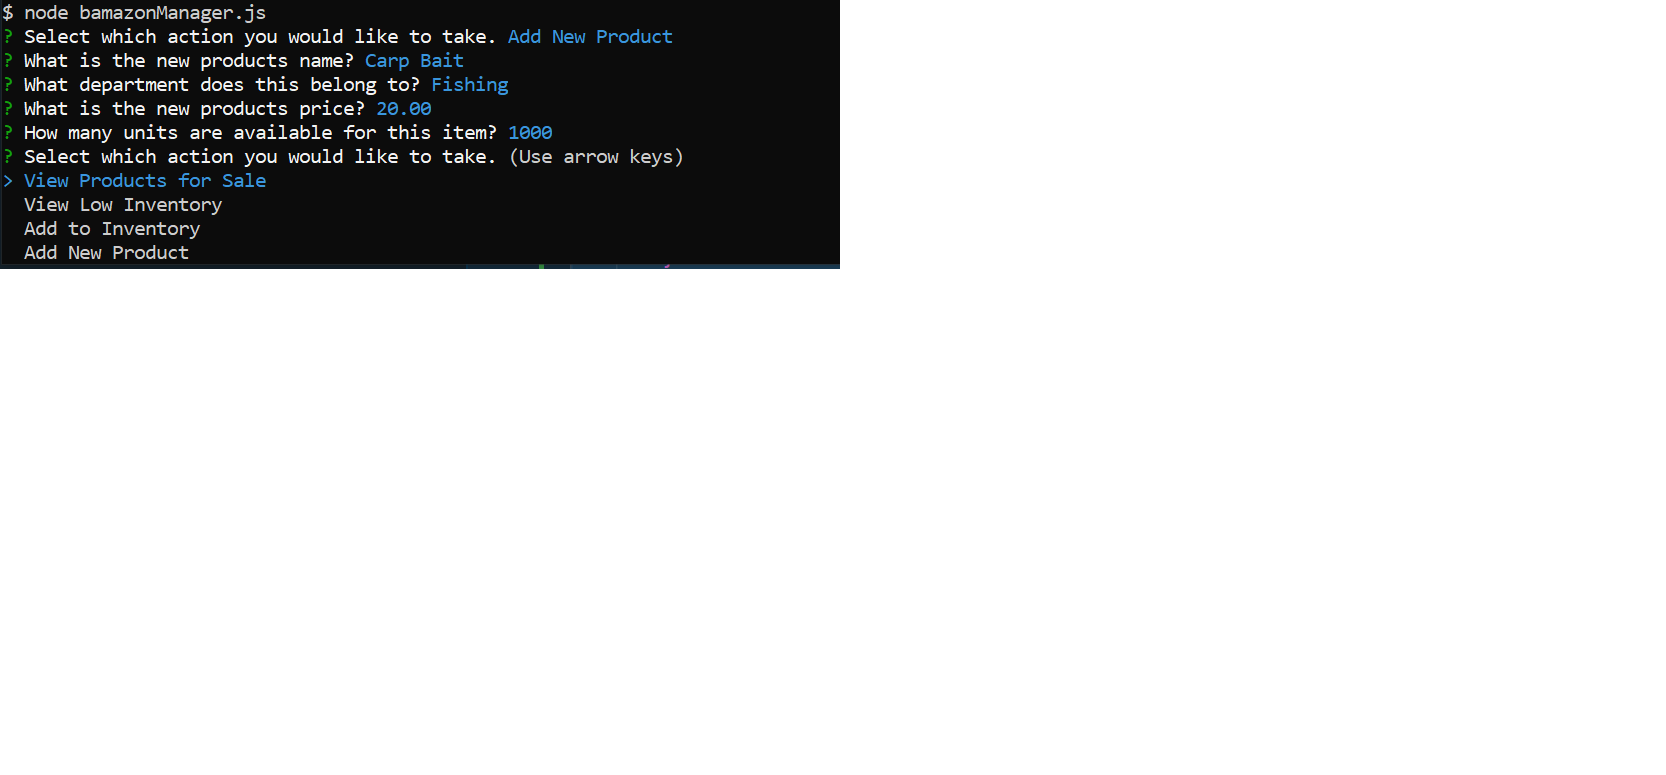 $ node bamazonManager.js
? Select which action you would like to take. Add New Product
? What is the new products name? Carp Bait
? What department does this belong to? Fishing
? What is the new products price? 20.00
? How many units are available for this item? 1000
? Select which action you would like to take. (Use arrow keys)
> View Products for Sale
View Low Inventory
Add to Inventory
Add New Product